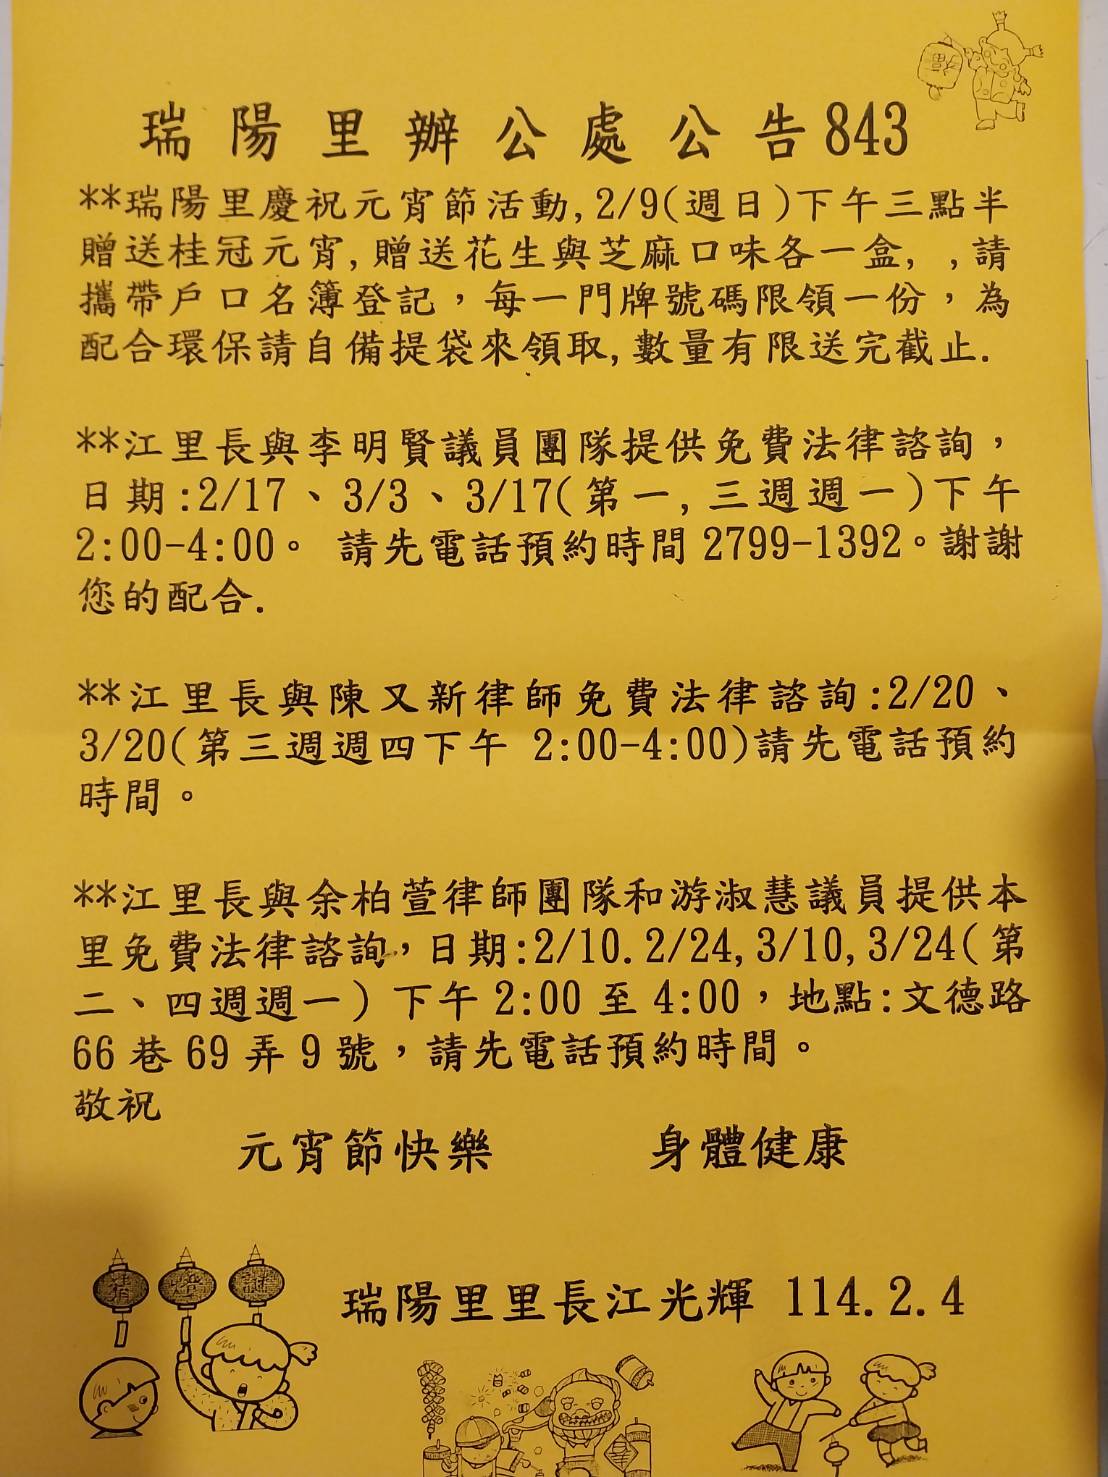 瑞陽里辦公處公告843
**瑞陽里慶祝元宵節活動,2/9(週日)下午三點半
贈送桂冠元宵,贈送花生與芝麻口味各一盒, ,請
攜帶戶口名簿登記，每一門牌號碼限領一份，為
配合環保請自備提袋來領取,數量有限送完截止.
**江里長與李明賢議員團隊提供免費法律諮詢，
日期:2/17、3/3、3/17(第一,三週週一)下午
2:00-4:00。 請先電話預約時間 2799-1392。謝謝
您的配合.
**江里長與陳又新律師免費法律諮詢:2/20、
3/20(第三週週四下午 2:00-4:00)請先電話預約
時間。
**江里長與余柏萱律師團隊和游淑慧議員提供本
里免費法律諮詢，日期:2/10.2/24,3/10,3/24(第
二、四週週一) 下午 2:00 至 4:00，地點:文德路
66 巷 69 弄 9 號，請先電話預約時間。
敬祝
元宵節快樂 身體健康
猜燈謎
瑞陽里里長江光輝 114.2.4